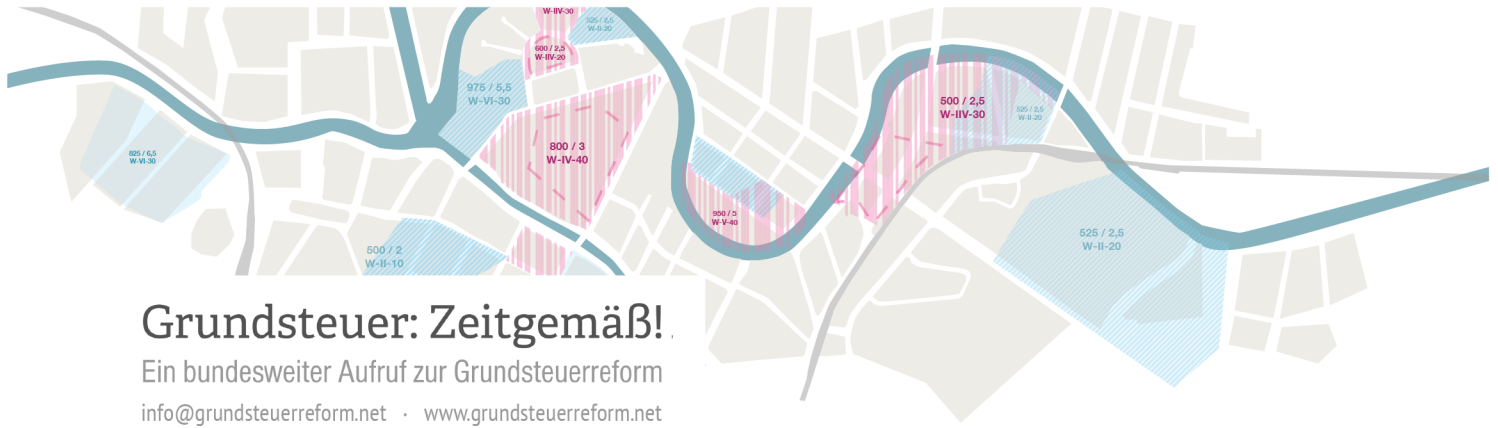 W-IIV-30
525 / 2,5
W-II-20
600 / 2,5
W-IIV-20
975 / 5,5
W-VI-30
500 / 2,5
W-IIV-30
525 / 2,5
W-II-20
825 / 6,5
W-VI-30
800 / 3
W-IV-40
950 / 5
W-V-40
525 / 2,5
W-II-20
500 / 2
W-II-10
Grundsteuer: Zeitgemäß!
Ein bundesweiter Aufruf zur Grundsteuerreform
info@grundsteuerreform.net · www.grundsteuerreform.net